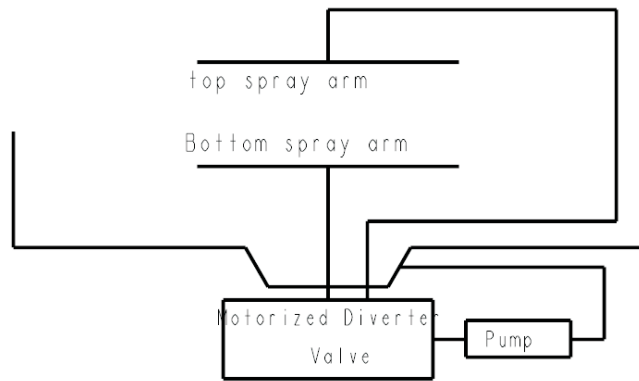 top spray arm
Bottom spray arm
Motorized Diverter
Valve
Pump